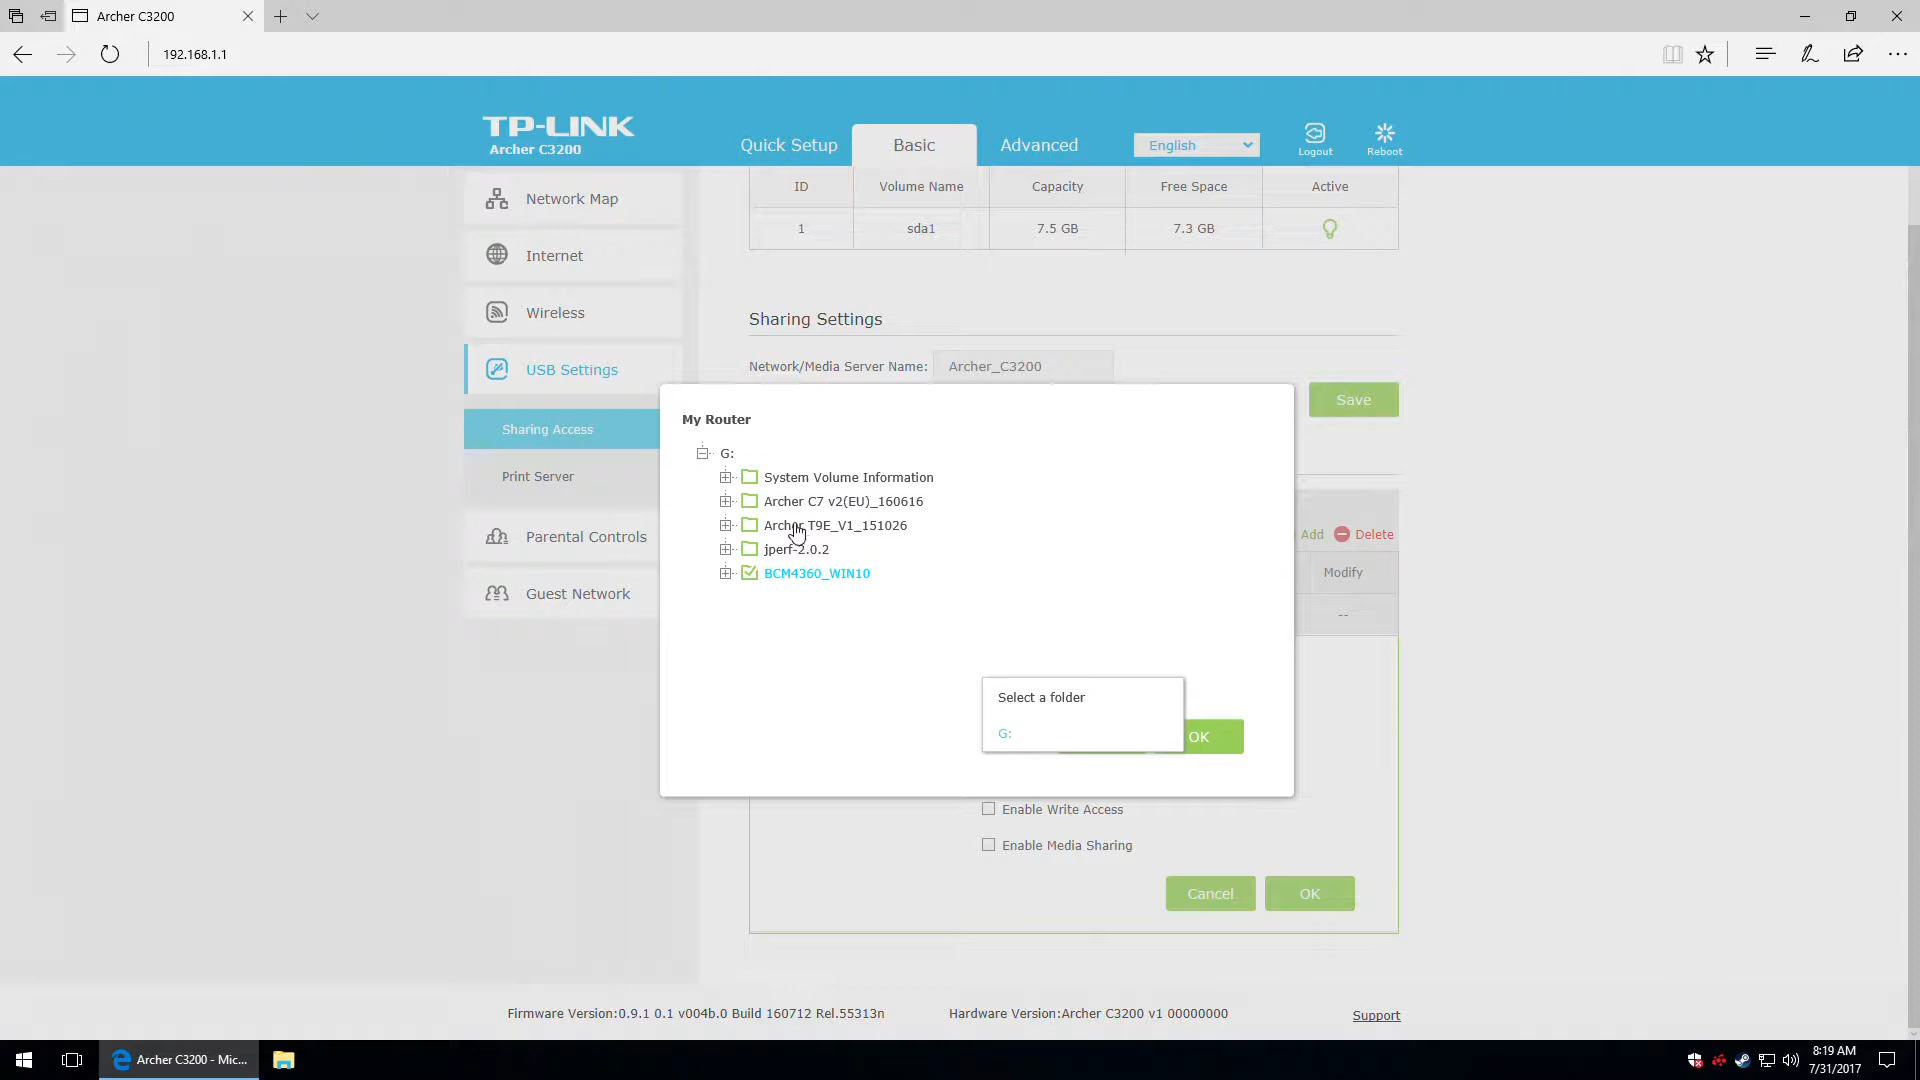 Archer C3200
192.168.1.1
TP-LINK
Archer C3200
Quick Setup
Basic
Advanced
English
Logout
Reboot
Network Map
Internet
Wireless
USB Settings
Sharing Access
Print Server
Parental Controls
Guest Network
ID Volume Name Capacity Free Space Active
1 sda1 7.5 GB 7.3 GB
Sharing Settings
Network/Media Server Name: Archer_C3200
Save
My Router
G:
System Volume Information
Archer C7 v2(EU)_160616
Archer T9E_V1_151026
jperf-2.0.2
BCM4360_WIN10
Select a folder
G:
OK
Add Delete
Modify
--
Enable Write Access
Enable Media Sharing
Cancel OK
Firmware Version:0.9.1 0.1 v004b.0 Build 160712 Rel.55313n Hardware Version:Archer C3200 v1 00000000 Support
Archer C3200 - Mic...
8:19 AM
7/31/2017